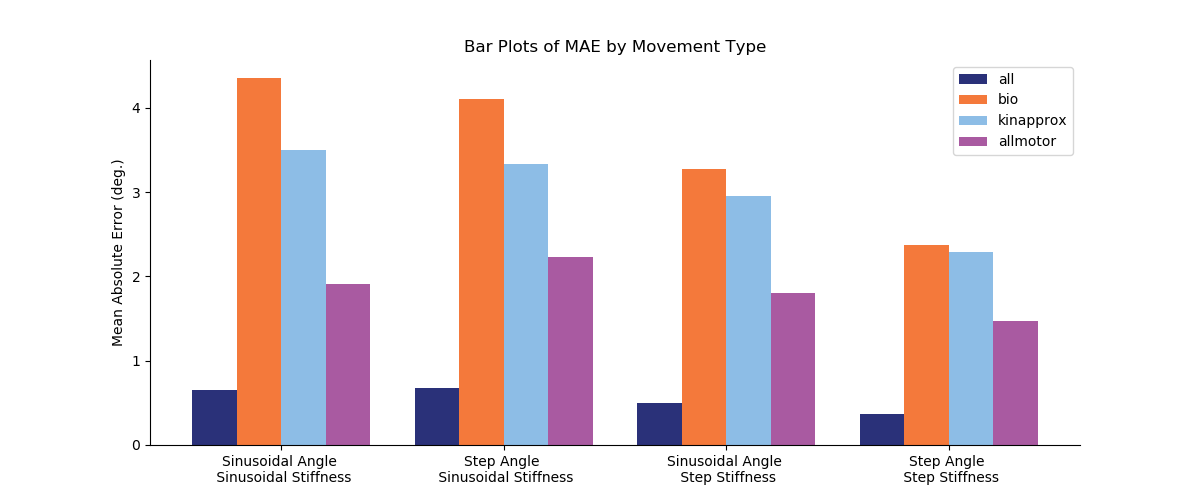 Bar Plots of MAE by Movement Type
all
bio
kinapprox
allmotor
Mean Absolute Error (deg.)
4
3
2
1
0
Sinusoidal Angle
Sinusoidal Stiffness
Step Angle
Sinusoidal Stiffness
Sinusoidal Angle
Step Stiffness
Step Angle
Step Stiffness